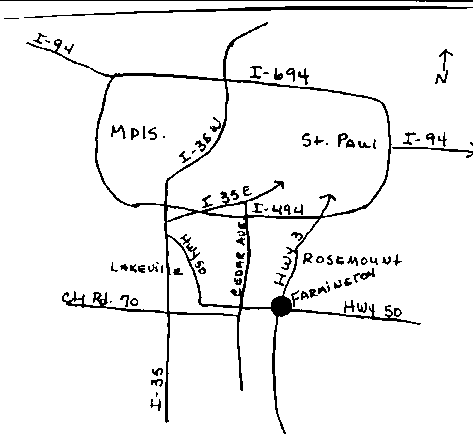 I-94
I-694
N
MPLS.
I-35W
St. Paul
I-94
I 35E
I-494
HWY 50
CEDAR AVE.
HWY 3
ROSEMOUNT
LAKEVILLE
FARMINGTON
Cty Rd. 70
HWY 50
I-35